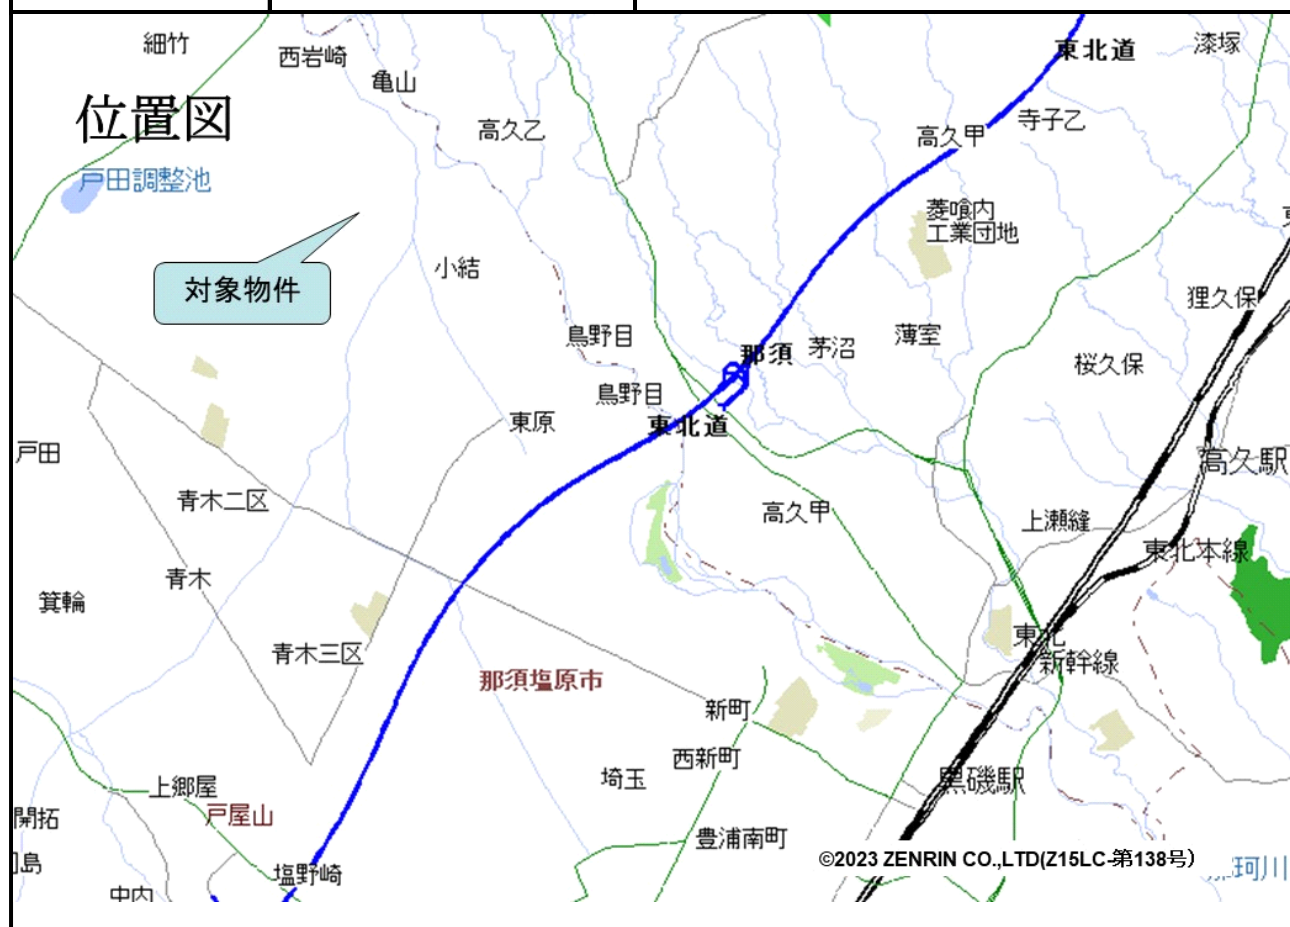 細竹
西岩崎
亀山
東北道
漆塚
位置図
高久乙
高久甲
寺子乙
戸田調整池
菱喰内
工業団地
小結
対象物件
狸久保
鳥野目
那須
茅沼
薄室
桜久保
鳥野目
東北道
東原
戸田
高久駅
青木二区
高久甲
上瀬縫
東北本線
青木
箕輪
青木三区
東北
新幹線
那須塩原市
新町
西新町
埼玉
黒磯駅
上郷屋
戸屋山
開拓
豊浦南町
島
©2023 ZENRIN CO.,LTD(Z15LC-第138号)
塩野崎
中内
珂川